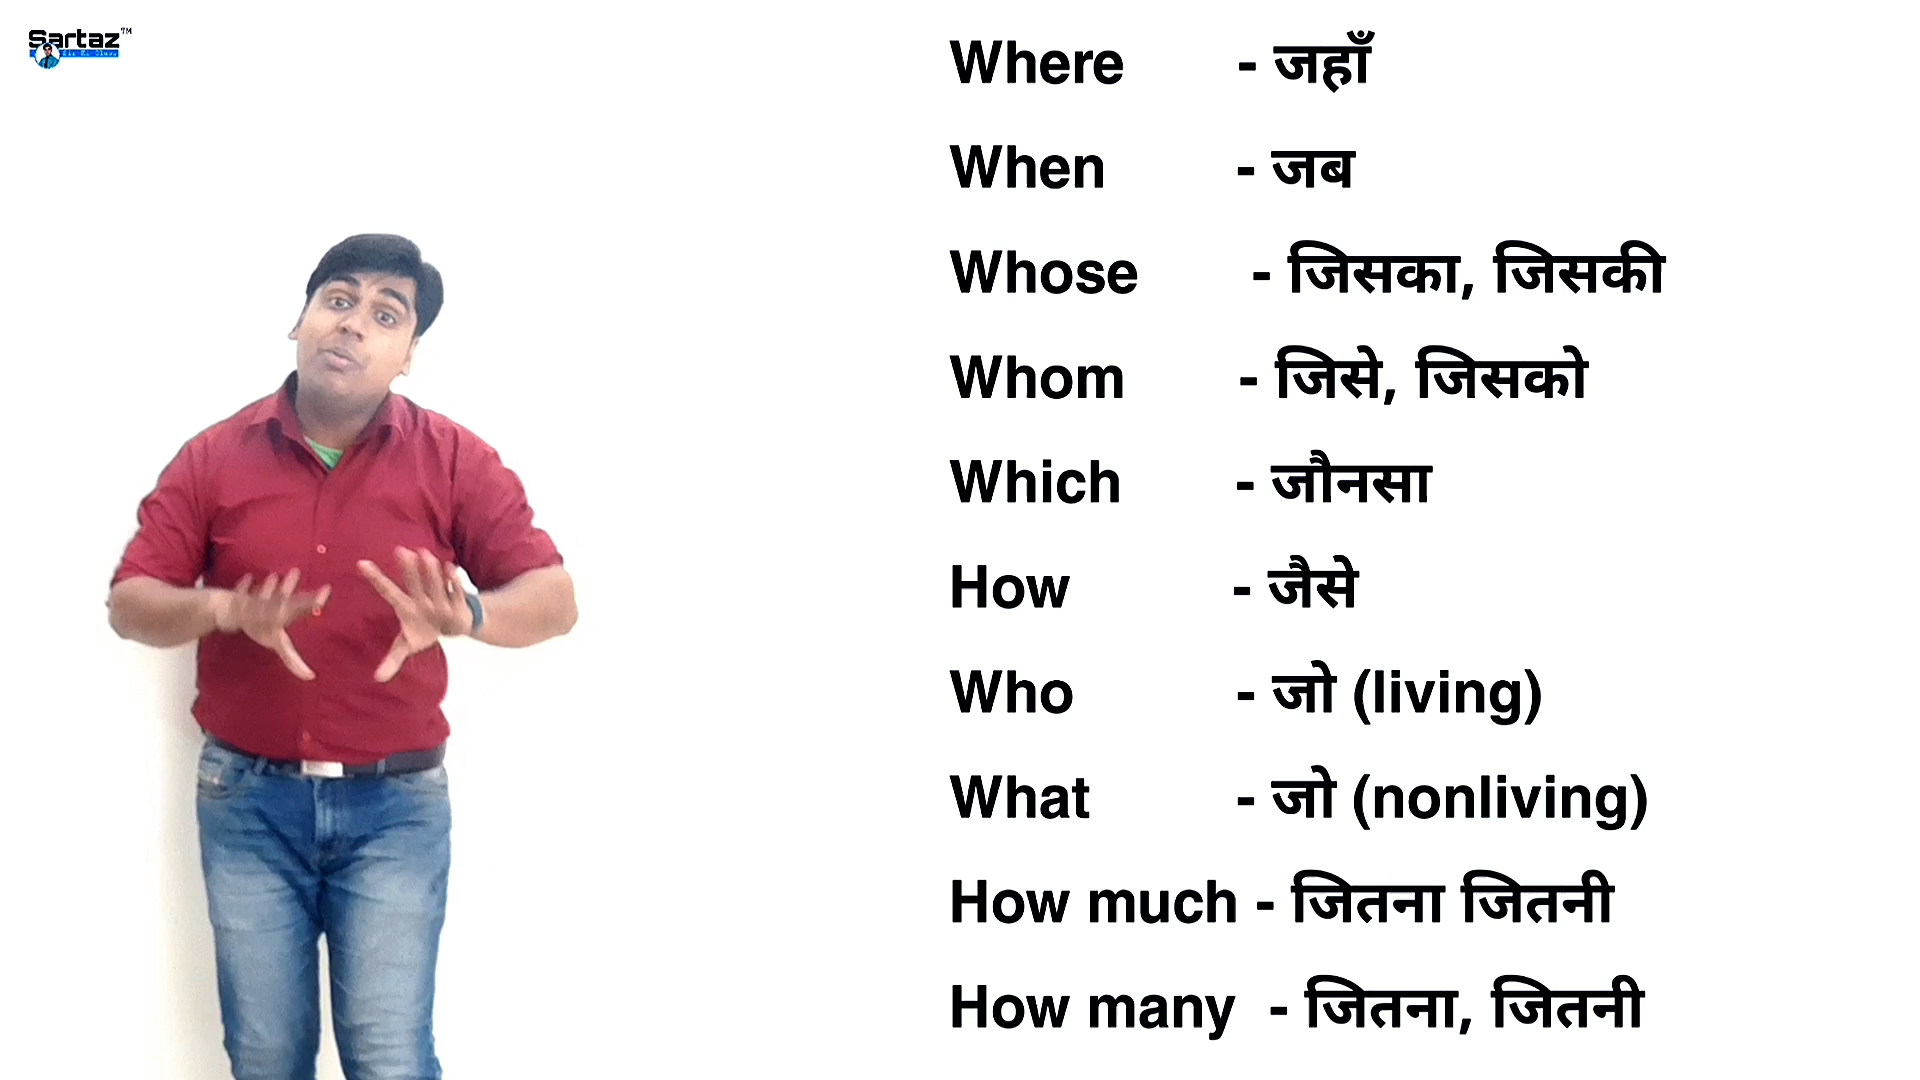 Sartaz™
Where - जहाँ
When - जब
Whose - जिसका, जिसकी
Whom - जिसे, जिसको
Which - जौनसा
How - जैसे
Who - जो (living)
What - जो (nonliving)
How much - जितना जितनी
How many - जितना, जितनी